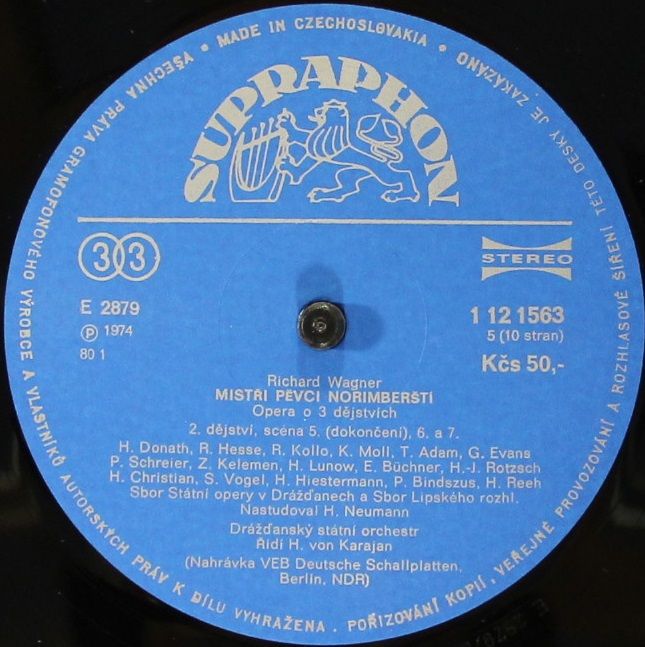 VŠECHNA PRÁVA GRAMOFONOVÉHO VÝROBCE A VLASTNÍKŮ AUTORSKÝCH PRÁV K DÍLU VYHRAŽENA . POŘIZOVÁNÍ KOPIÍ, VEŘEJNÉ PROVOZOVÁNÍ A ROZHLASOVÉ ŠÍŘENÍ TÉTO DESKY JE ZAKÁZÁNO • MADE IN CZECHOSLOVAKIA •
SUPRAPHON
33
STEREO
E 2879
1 12 1563
Ⓟ 1974
5 (10 stran)
80 1
Kčs 50,-
Richard Wagner
MISTŘI PĚVCI NORIMBERŠTÍ
Opera o 3 dějstvích
2. dějství, scéna 5. (dokončení), 6. a 7.
H. Donath, R. Hesse, R. Kollo, K. Moll, T. Adam, G. Evans
P. Schreier, Z. Kelemen, H. Lunow, E. Büchner, H.-J. Rotzsch
H. Christian, S. Vogel, H. Hiestermann, P. Bindszus, H. Reeh
Sbor Státní opery v Drážďanech a Sbor Lipského rozhl.
Nastudoval H. Neumann
Drážďanský státní orchestr
Řídí H. von Karajan
(Nahrávka VEB Deutsche Schallplatten,
Berlin, NDR)